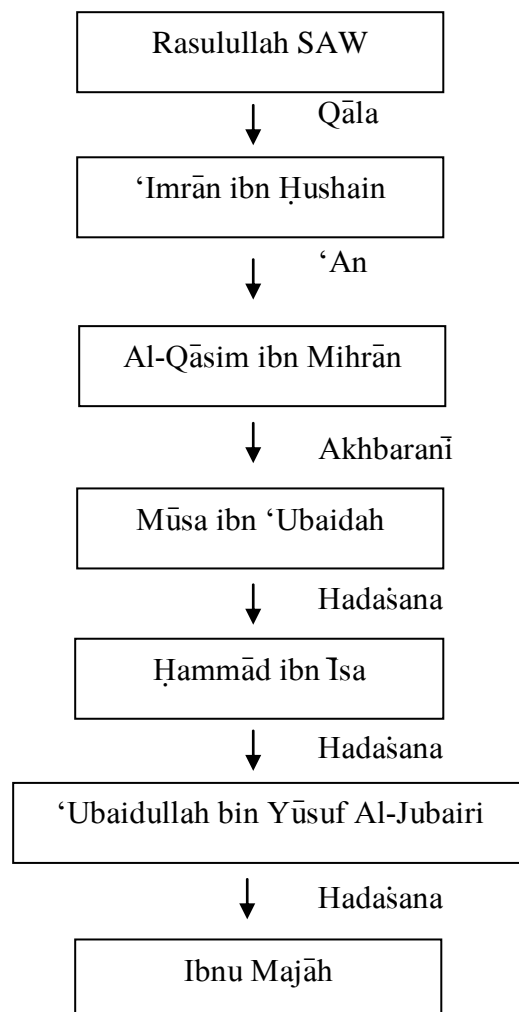 Rasulullah SAW
Qāla
‘Imrān ibn Ḥushain
‘An
Al-Qāsim ibn Mihrān
Akhbaranī
Mūsa ibn ‘Ubaidah
Hadaṡana
Ḥammād ibn Īsa
Hadaṡana
‘Ubaidullah bin Yūsuf Al-Jubairi
Hadaṡana
Ibnu Majāh